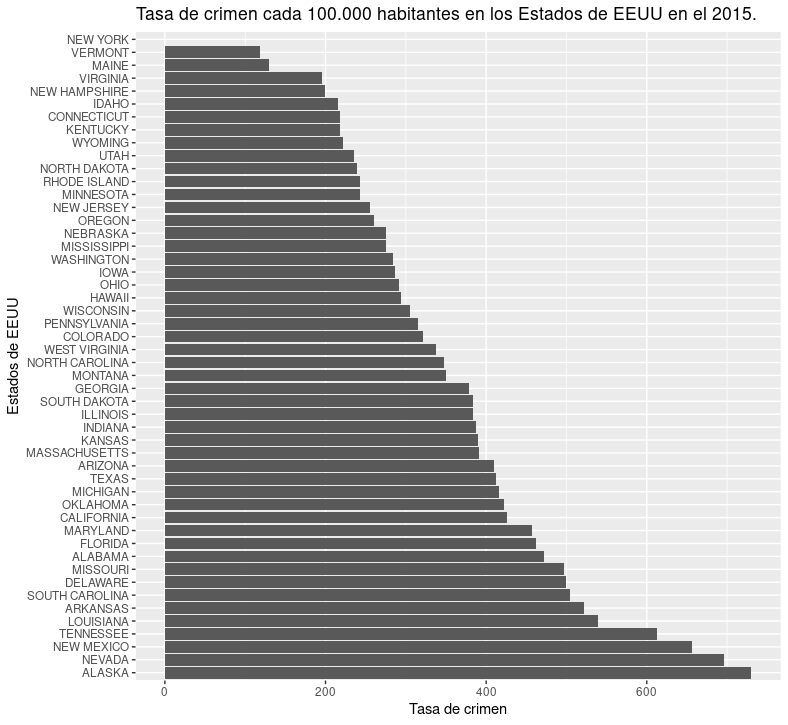 Tasa de crimen cada 100.000 habitantes en los Estados de EEUU en el 2015.
Estados de EEUU
NEW YORK
VERMONT
MAINE
VIRGINIA
NEW HAMPSHIRE
IDAHO
CONNECTICUT
KENTUCKY
WYOMING
UTAH
NORTH DAKOTA
RHODE ISLAND
MINNESOTA
NEW JERSEY
OREGON
NEBRASKA
MISSISSIPPI
WASHINGTON
IOWA
OHIO
HAWAII
WISCONSIN
PENNSYLVANIA
COLORADO
WEST VIRGINIA
NORTH CAROLINA
MONTANA
GEORGIA
SOUTH DAKOTA
ILLINOIS
INDIANA
KANSAS
MASSACHUSETTS
ARIZONA
TEXAS
MICHIGAN
OKLAHOMA
CALIFORNIA
MARYLAND
FLORIDA
ALABAMA
MISSOURI
DELAWARE
SOUTH CAROLINA
ARKANSAS
LOUISIANA
TENNESSEE
NEW MEXICO
NEVADA
ALASKA
0 200 400 600
Tasa de crimen